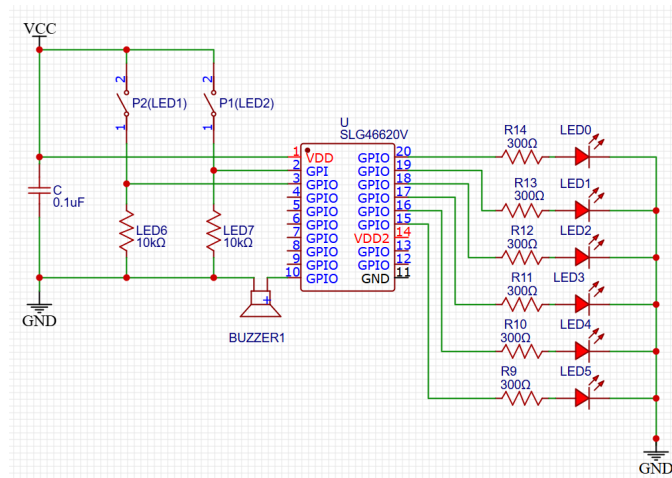 VCC
2
P2(LED1)
1
2
P1(LED2)
1
C
0.1uF
LED6
10kΩ
LED7
10kΩ
GND
BUZZER1
+
U
SLG46620V
1 VDD GPIO 20
2 GPI GPIO 19
3 GPIO GPIO 18
4 GPIO GPIO 17
5 GPIO GPIO 16
6 GPIO GPIO 15
7 GPIO VDD2 14
8 GPIO GPIO 13
9 GPIO GPIO 12
10 GPIO GND 11
R14
300Ω
LED0
R13
300Ω
LED1
R12
300Ω
LED2
R11
300Ω
LED3
R10
300Ω
LED4
R9
300Ω
LED5
GND